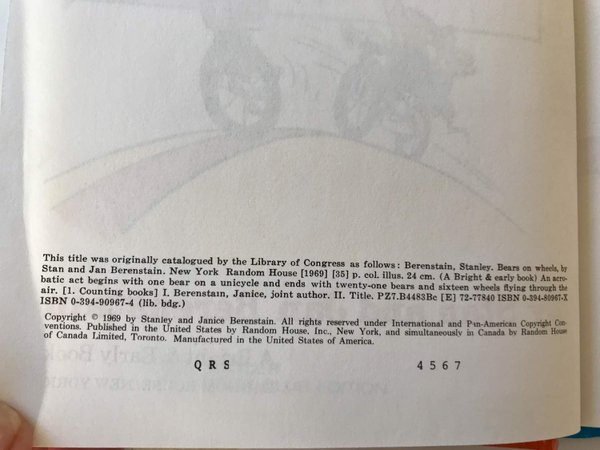 This title was originally catalogued by the Library of Congress as follows: Berenstain, Stanley. Bears on wheels, by
Stan and Jan Berenstain. New York Random House [1969] [35] p. col. illus. 24 cm. (A Bright & early book) An acro-
batic act begins with one bear on a unicycle and ends with twenty-one bears and sixteen wheels flying through the
air. [1. Counting books] I. Berenstain, Janice, joint author. II. Title. PZ7.B4483Bc [E] 72-77840 ISBN 0-394-80967-X
ISBN 0-394-90967-4 (lib. bdg.)
Copyright © 1969 by Stanley and Janice Berenstain. All rights reserved under International and Pan-American Copyright Con-
ventions. Published in the United States by Random House, Inc., New York, and simultaneously in Canada by Random House
of Canada Limited, Toronto. Manufactured in the United States of America.
Q R S 4 5 6 7